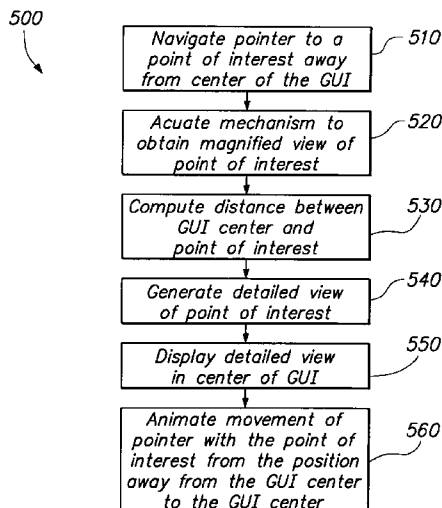 500
Navigate pointer to a
point of interest away
from center of the GUI
510
Acuate mechanism to
obtain magnified view of
point of interest
520
Compute distance between
GUI center and
point of interest
530
Generate detailed view
of point of interest
540
Display detailed view
in center of GUI
550
Animate movement of
pointer with the point of
interest from the position
away from the GUI center
to the GUI center
560